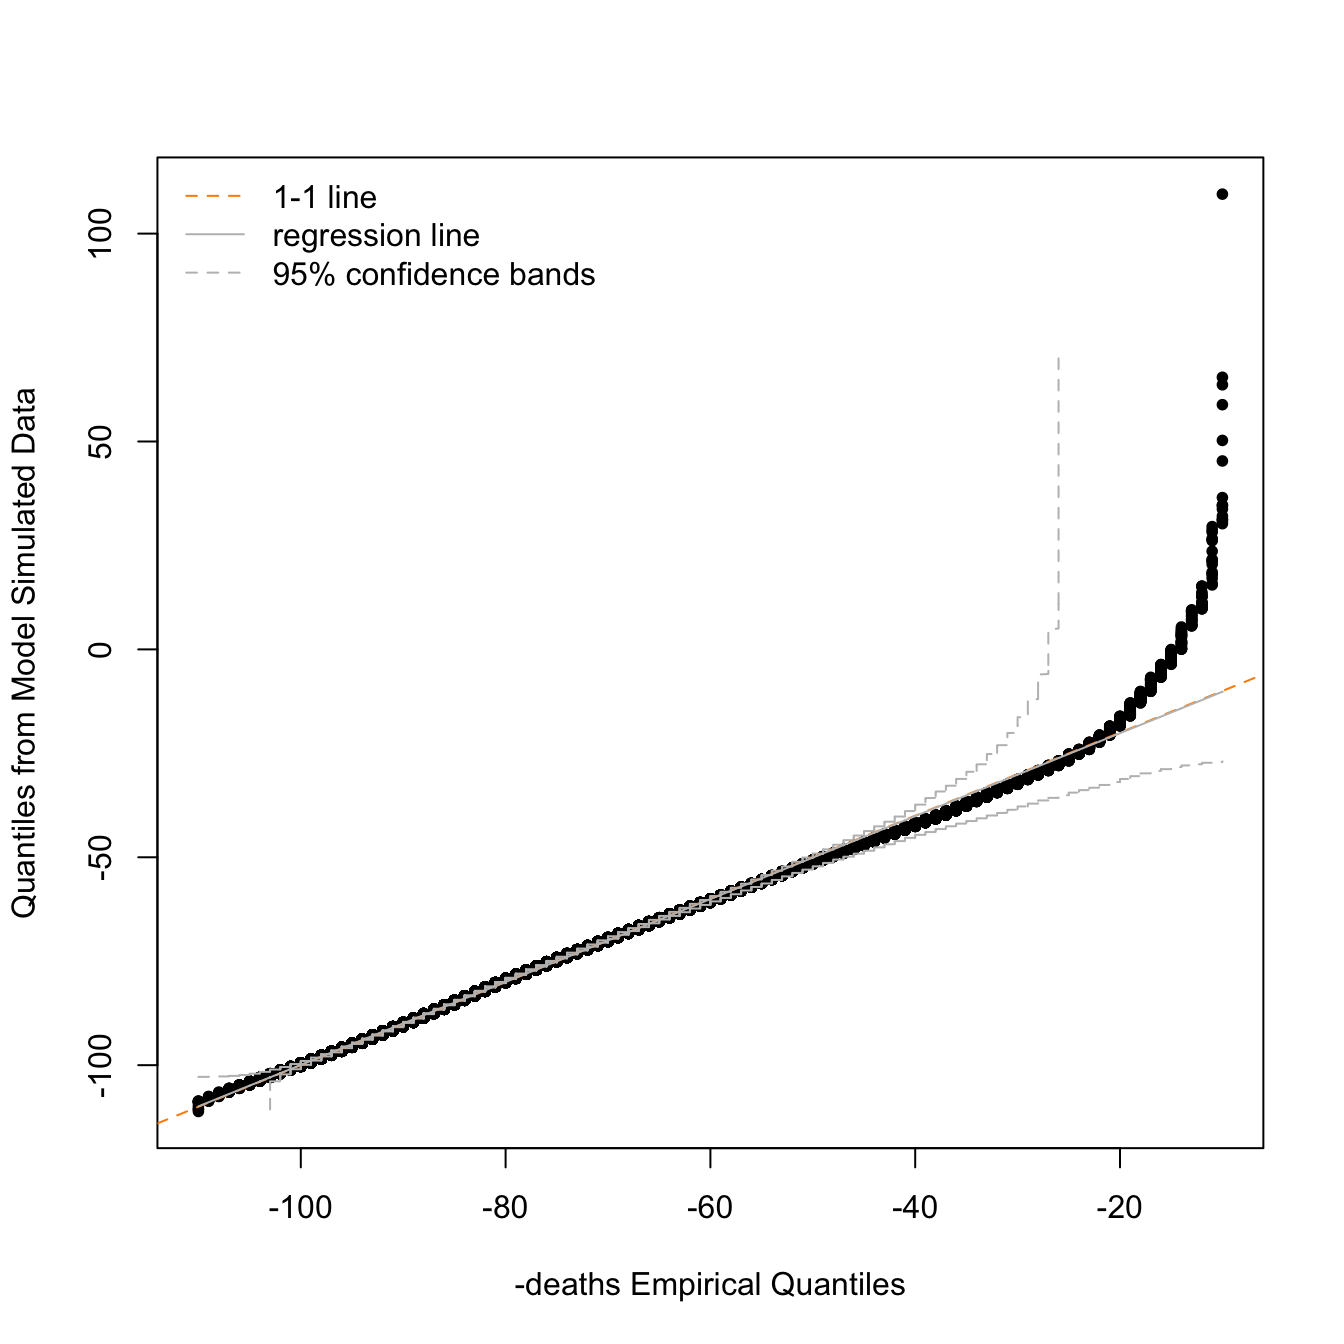 1-1 line
regression line
95% confidence bands
Quantiles from Model Simulated Data
100
50
0
-50
-100
-100 -80 -60 -40 -20
-deaths Empirical Quantiles